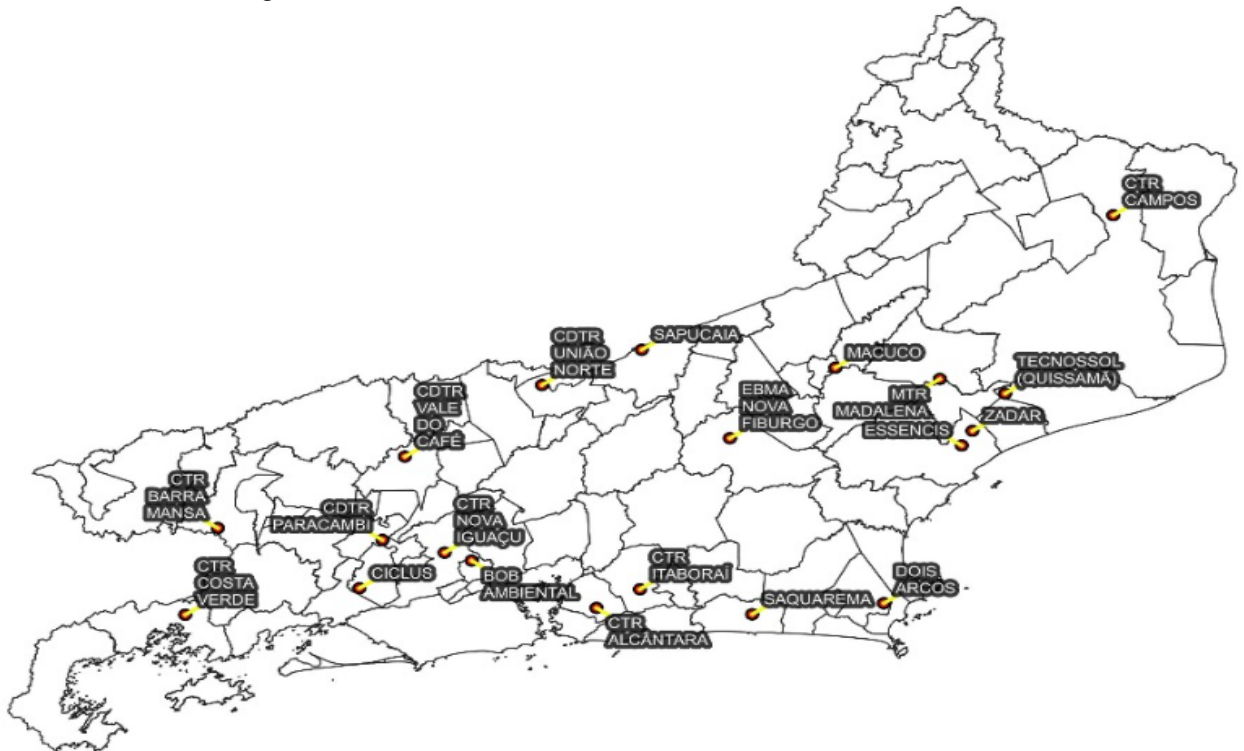 CTR
CAMPOS
SAPUCAIA
CDTR
UNIÃO
NORTE
MACUCO
TECNOSSOL
(QUISSAMÃ)
CDTR
VALE
DO
CAFÉ
EBMA
NOVA
FIBURGO
MTR
MADALENA
ESSENCIS
ZADAR
CTR
BARRA
MANSA
CDTR
PARACAMBI
CTR
NOVA
IGUAÇU
CTR
COSTA
VERDE
CICLUS
BOB
AMBIENTAL
CTR
ITABORAÍ
SAQUAREMA
DOIS
ARCOS
CTR
ALCÂNTARA